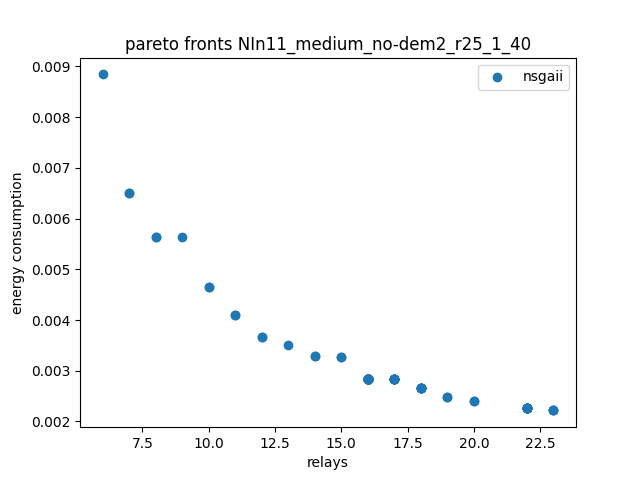 pareto fronts NIn11_medium_no-dem2_r25_1_40
nsgaii
0.009
0.008
0.007
0.006
0.005
0.004
0.003
0.002
energy consumption
7.5 10.0 12.5 15.0 17.5 20.0 22.5
relays